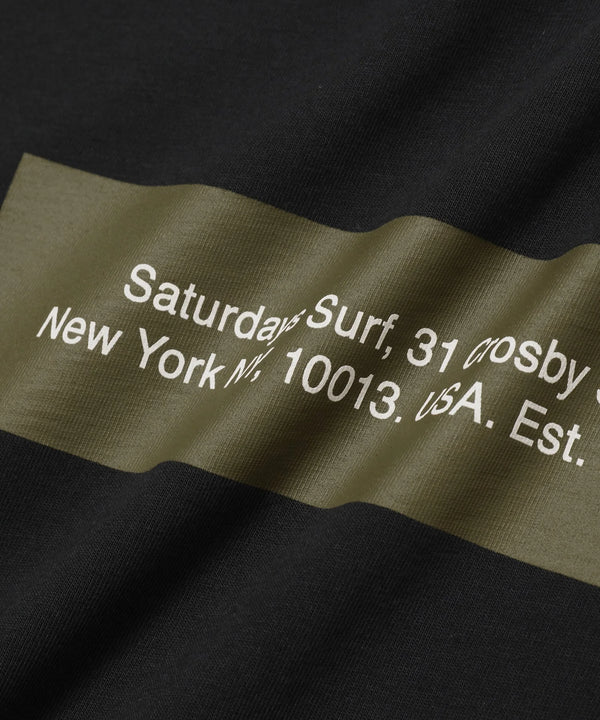 Saturdays Surf, 31 Crosby S
New York NY, 10013. USA. Est.